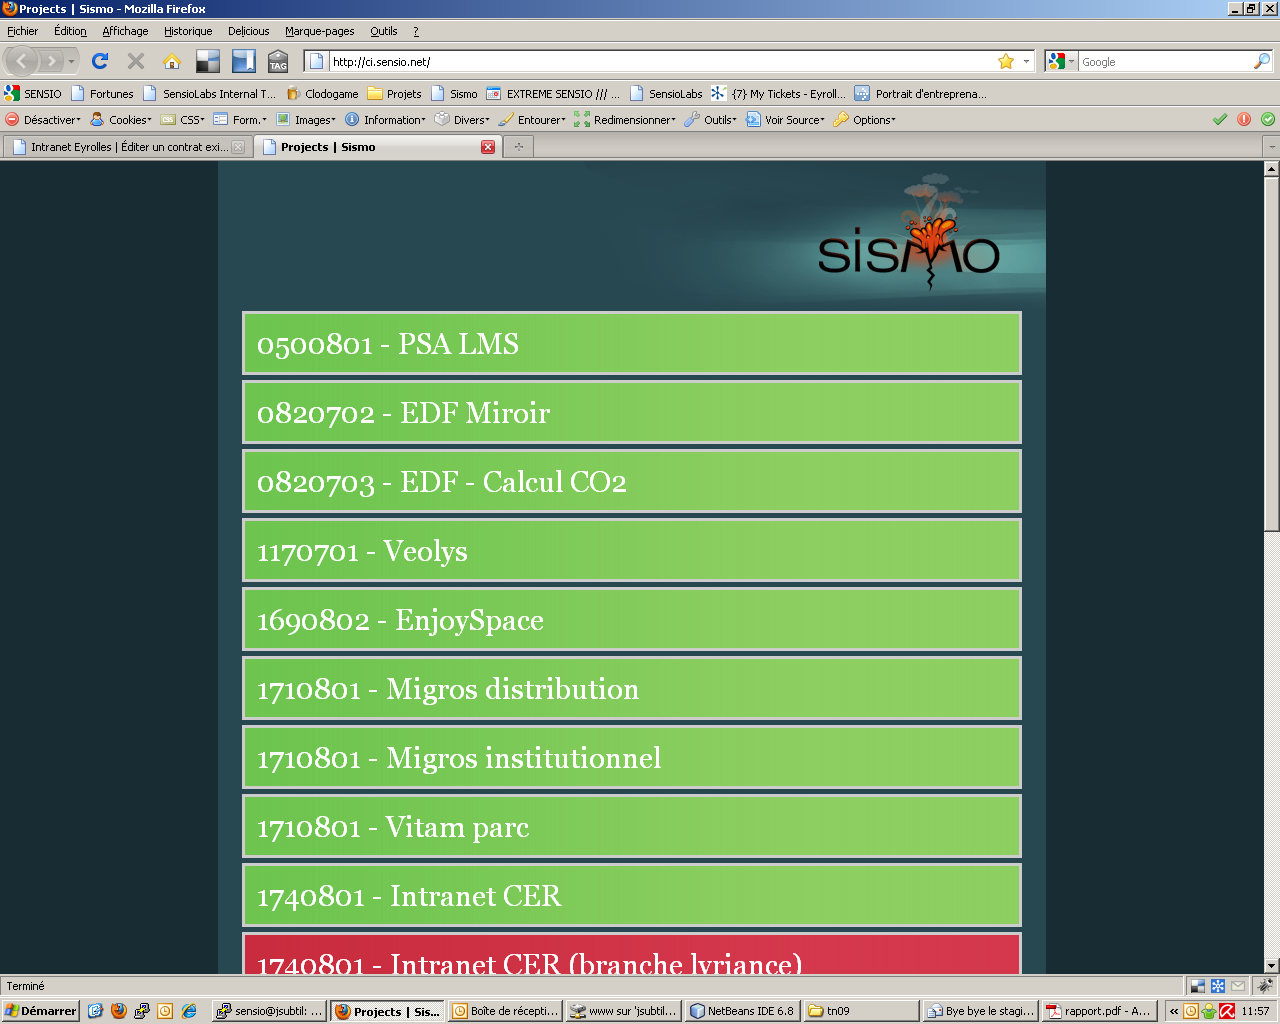 Projects | Sismo - Mozilla Firefox
Fichier Édition Affichage Historique Delicious Marque-pages Outils ?
TAG http://ci.sensio.net/ Google
SENSIO Fortunes SensioLabs Internal T... Clodogame Projets Sismo EXTREME SENSIO /// ... SensioLabs {7} My Tickets - Eyroll... Portrait d'entreprena...
Désactiver Cookies CSS Form. Images Information Divers Entourer Redimensionner Outils Voir Source Options
Intranet Eyrolles | Éditer un contrat exi... Projects | Sismo
sismo
0500801 - PSA LMS
0820702 - EDF Miroir
0820703 - EDF - Calcul CO2
1170701 - Veolys
1690802 - EnjoySpace
1710801 - Migros distribution
1710801 - Migros institutionnel
1710801 - Vitam parc
1740801 - Intranet CER
1740801 - Intranet CER (branche lyriance)
Terminé
Démarrer sensio@jsubtil: ... Projects | Sis... Boîte de récepti... www sur 'jsubtil... NetBeans IDE 6.8 tn09 Bye bye le stagi... rapport.pdf - A... « 11:57